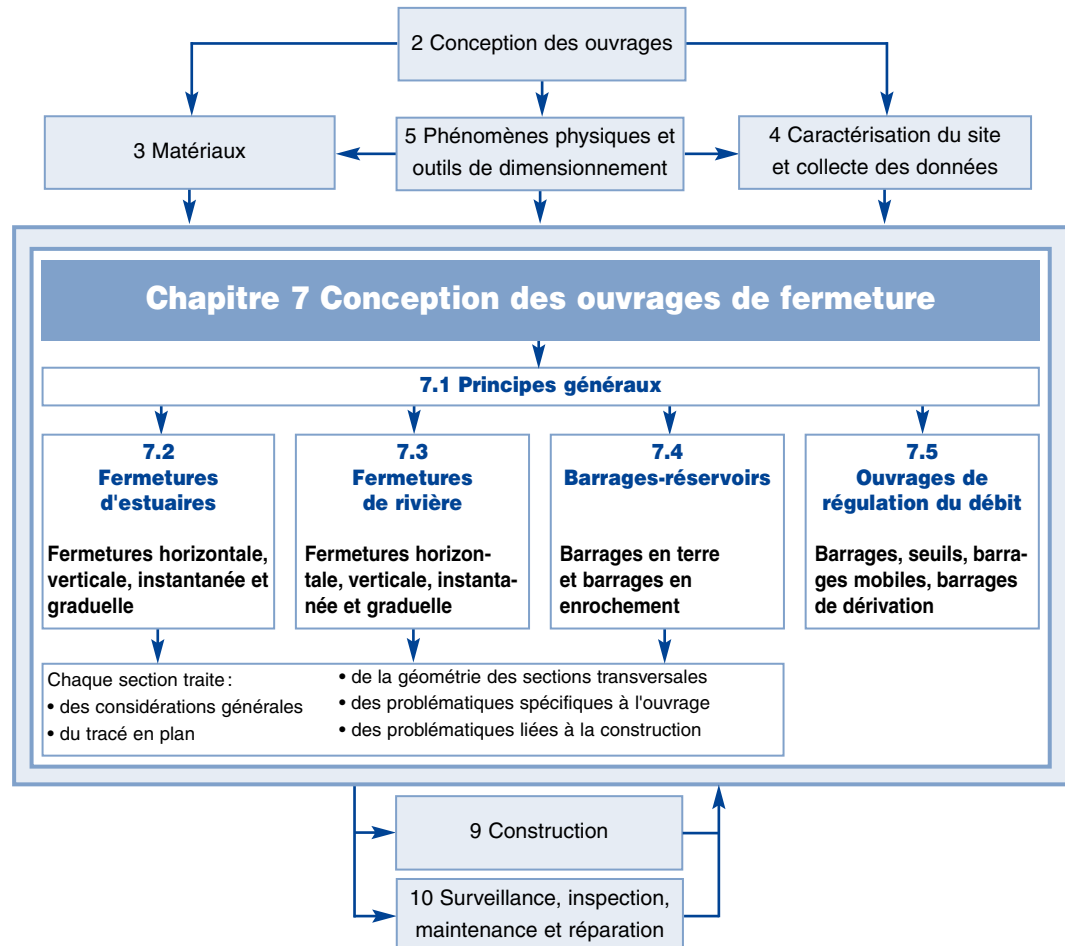 2 Conception des ouvrages
3 Matériaux
5 Phénomènes physiques et
outils de dimensionnement
4 Caractérisation du site
et collecte des données
Chapitre 7 Conception des ouvrages de fermeture
7.1 Principes généraux
7.2
Fermetures
d'estuaires
Fermetures horizontale,
verticale, instantanée et
graduelle
7.3
Fermetures
de rivière
Fermetures horizon-
tale, verticale, instanta-
née et graduelle
7.4
Barrages-réservoirs
Barrages en terre
et barrages en
enrochement
7.5
Ouvrages de
régulation du débit
Barrages, seuils, barra-
ges mobiles, barrages
de dérivation
Chaque section traite :
• des considérations générales
• du tracé en plan
• de la géométrie des sections transversales
• des problématiques spécifiques à l'ouvrage
• des problématiques liées à la construction
9 Construction
10 Surveillance, inspection,
maintenance et réparation